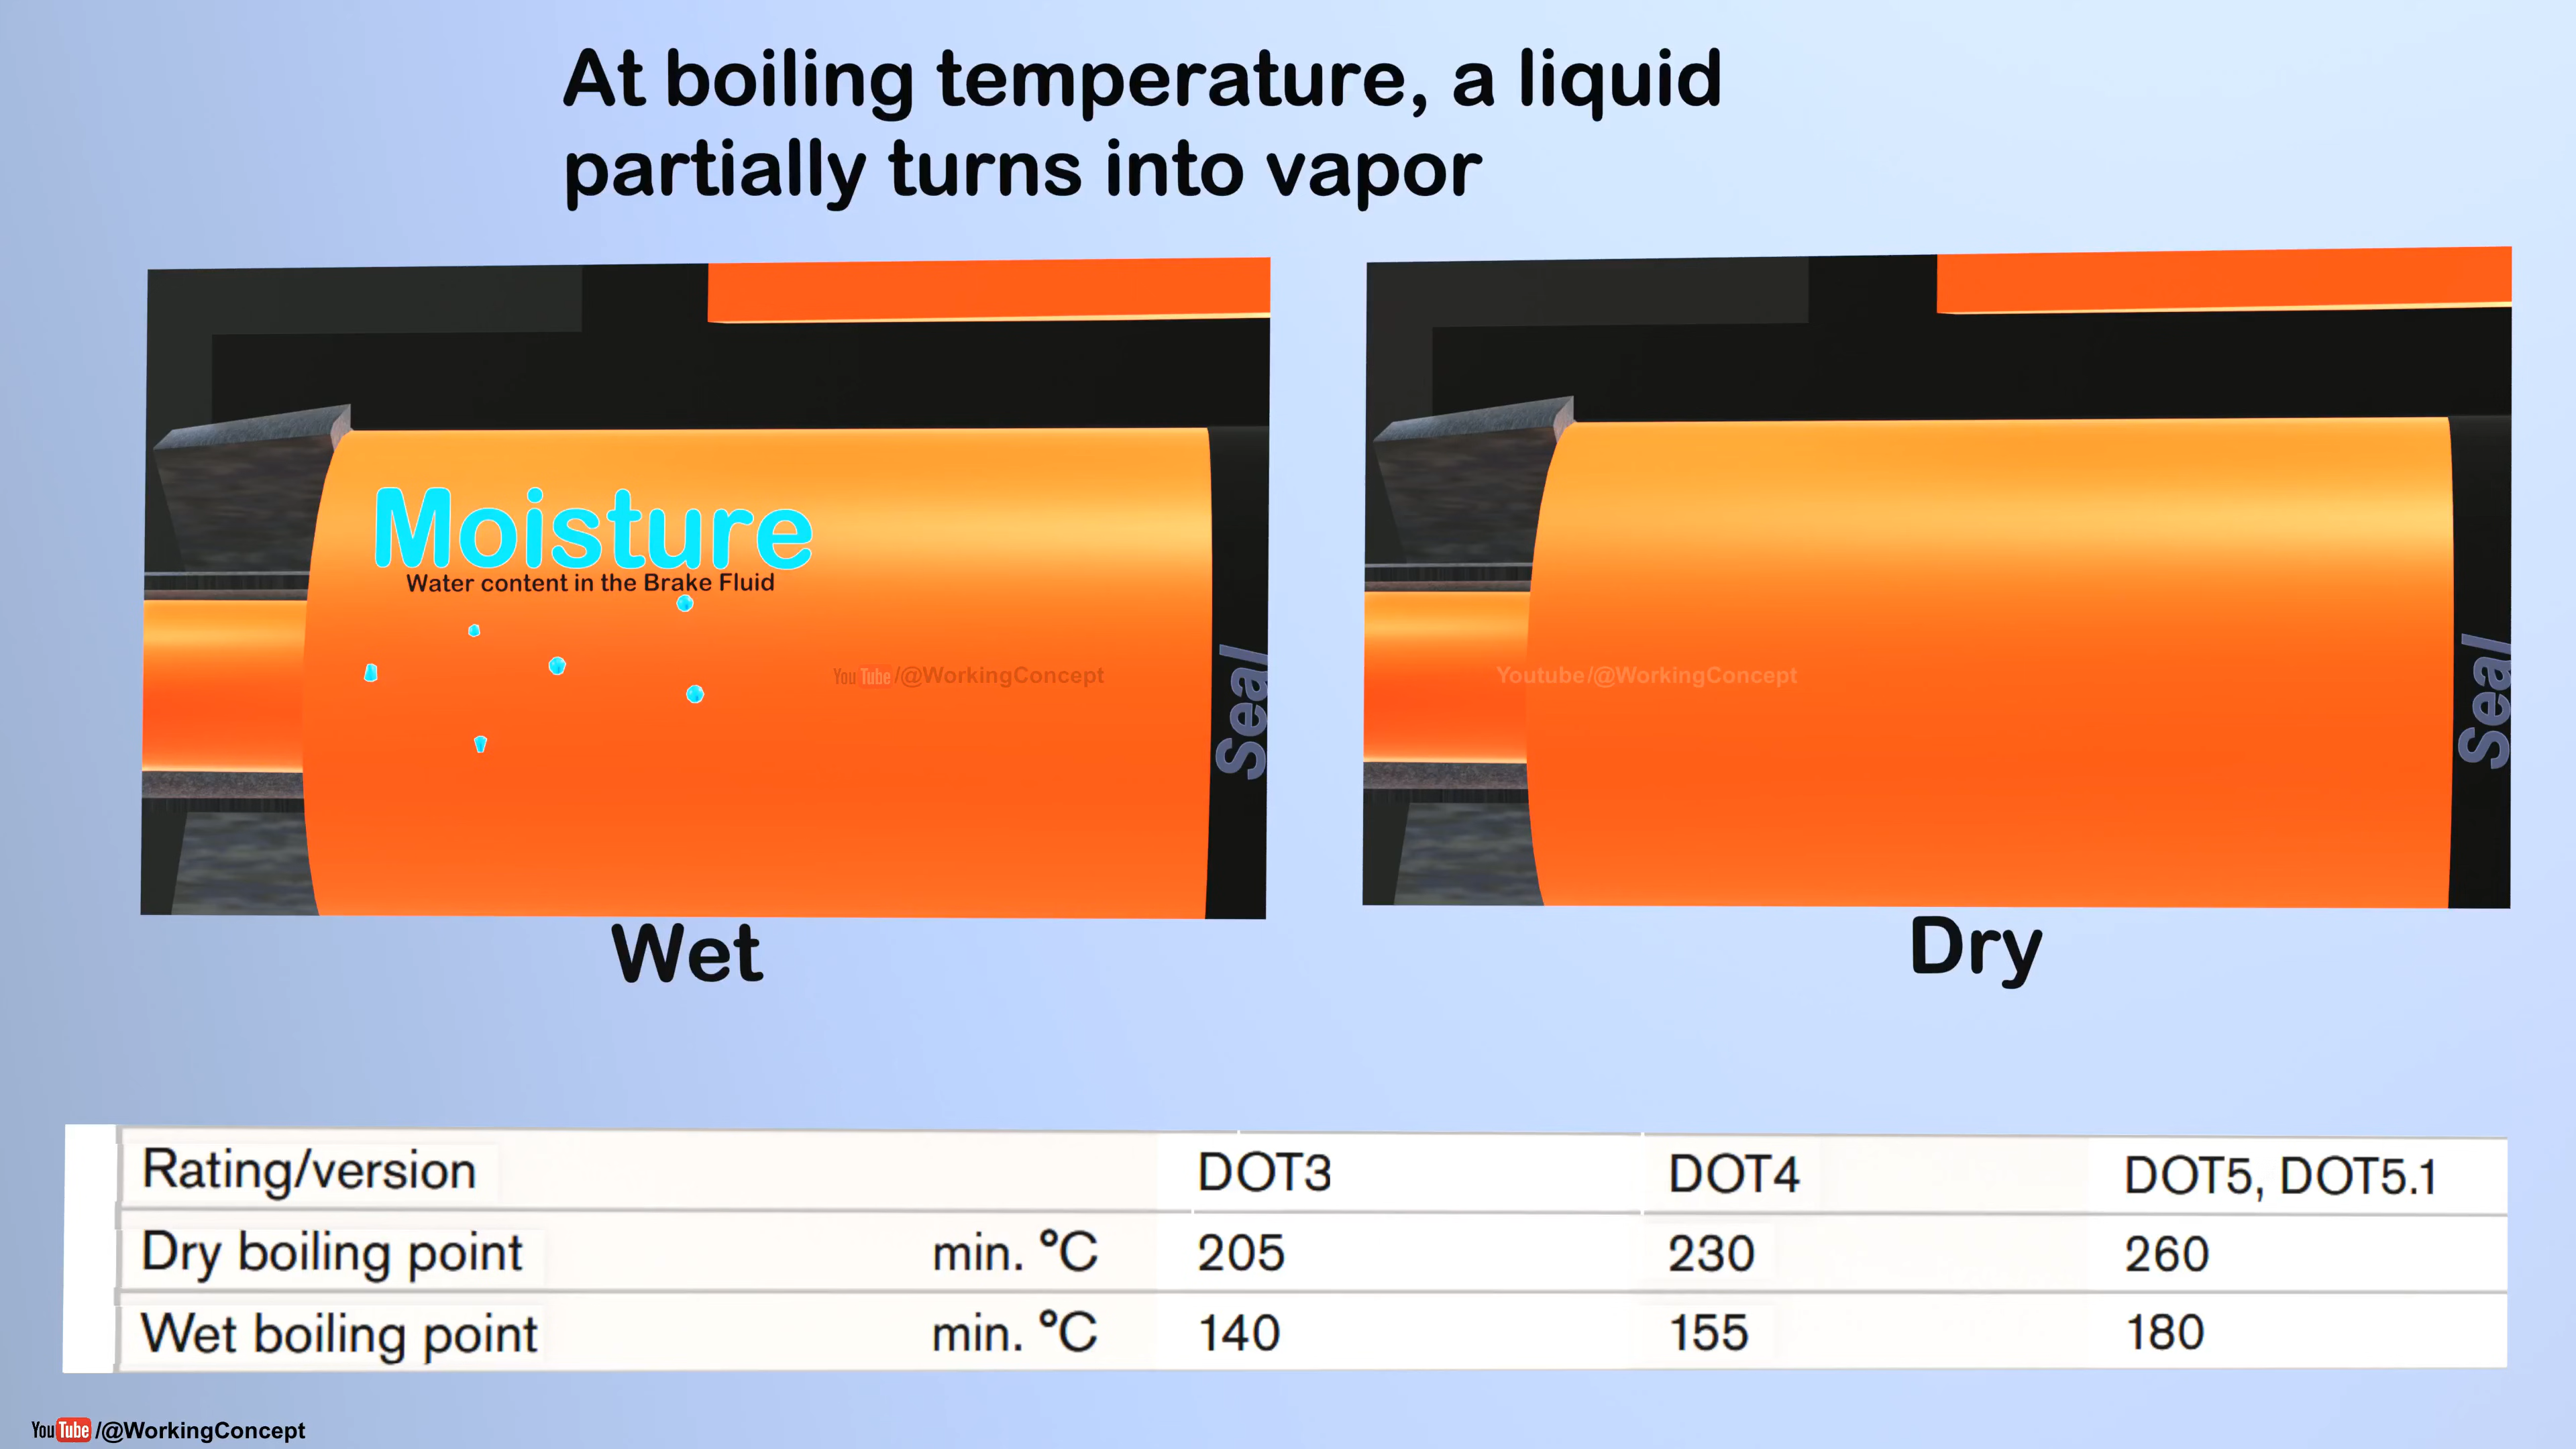 At boiling temperature, a liquid
partially turns into vapor
Moisture
Water content in the Brake Fluid
YouTube/@WorkingConcept
Seal
Youtube/@WorkingConcept
Seal
Wet
Dry
Rating/version DOT3 DOT4 DOT5, DOT5.1
Dry boiling point min. °C 205 230 260
Wet boiling point min. °C 140 155 180
YouTube/@WorkingConcept